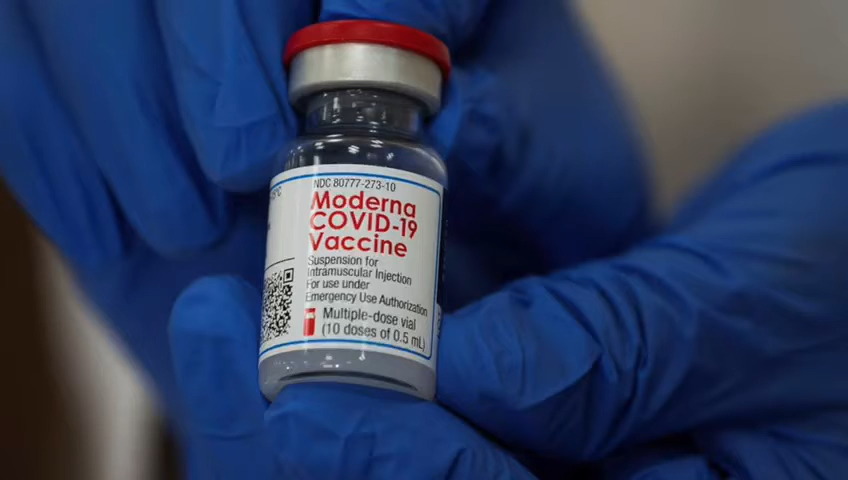 NDC 80777-273-10
Moderna
COVID-19
Vaccine
Suspension for
Intramuscular Injection
For use under
Emergency Use Authorization
Multiple-dose vial
(10 doses of 0.5 mL)